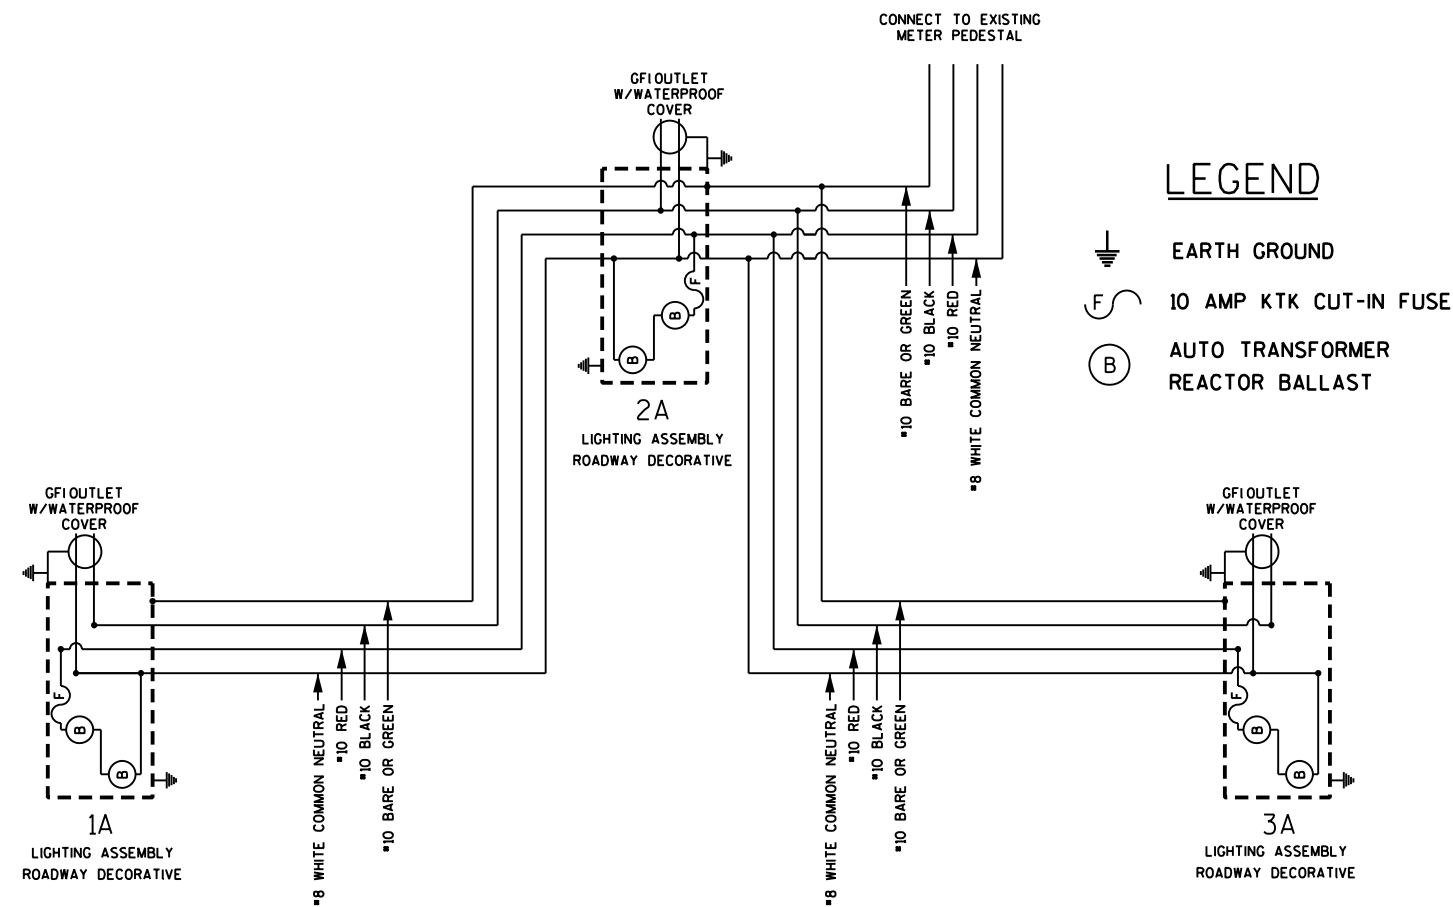 CONNECT TO EXISTING
METER PEDESTAL
GFI OUTLET
W/WATERPROOF
COVER
F
B
B
2A
LIGHTING ASSEMBLY
ROADWAY DECORATIVE
#10 BARE OR GREEN
#10 BLACK
#10 RED
#8 WHITE COMMON NEUTRAL
LEGEND
EARTH GROUND
F
10 AMP KTK CUT-IN FUSE
B
AUTO TRANSFORMER
REACTOR BALLAST
GFI OUTLET
W/WATERPROOF
COVER
F
B
B
1A
LIGHTING ASSEMBLY
ROADWAY DECORATIVE
#8 WHITE COMMON NEUTRAL
#10 RED
#10 BLACK
#10 BARE OR GREEN
#8 WHITE COMMON NEUTRAL
#10 RED
#10 BLACK
#10 BARE OR GREEN
GFI OUTLET
W/WATERPROOF
COVER
F
B
B
3A
LIGHTING ASSEMBLY
ROADWAY DECORATIVE